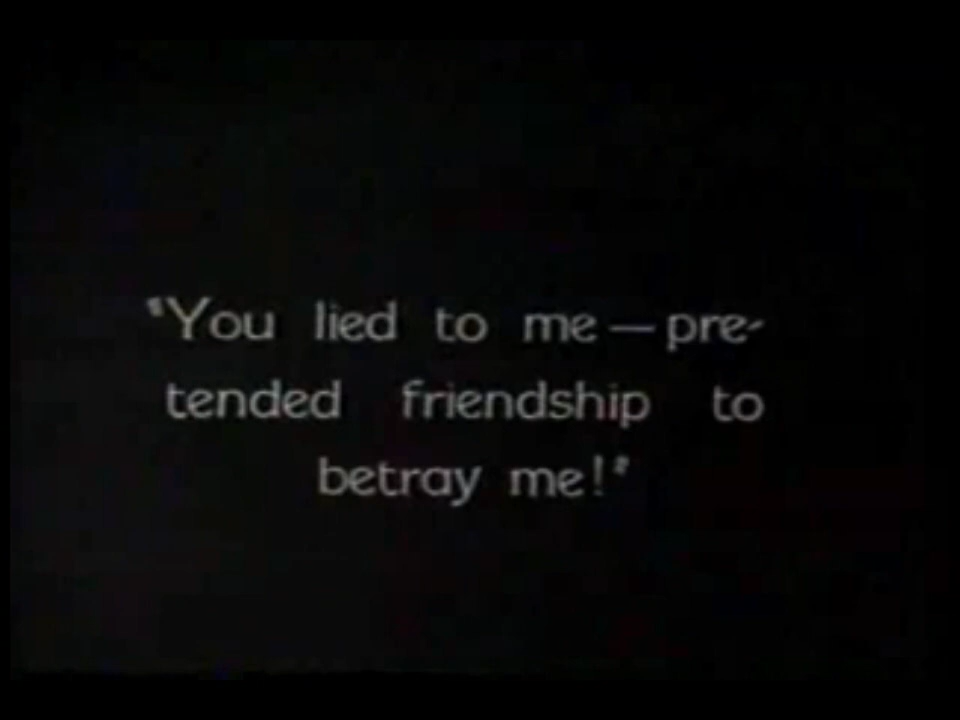 "You lied to me — pre-
tended friendship to
betray me!"